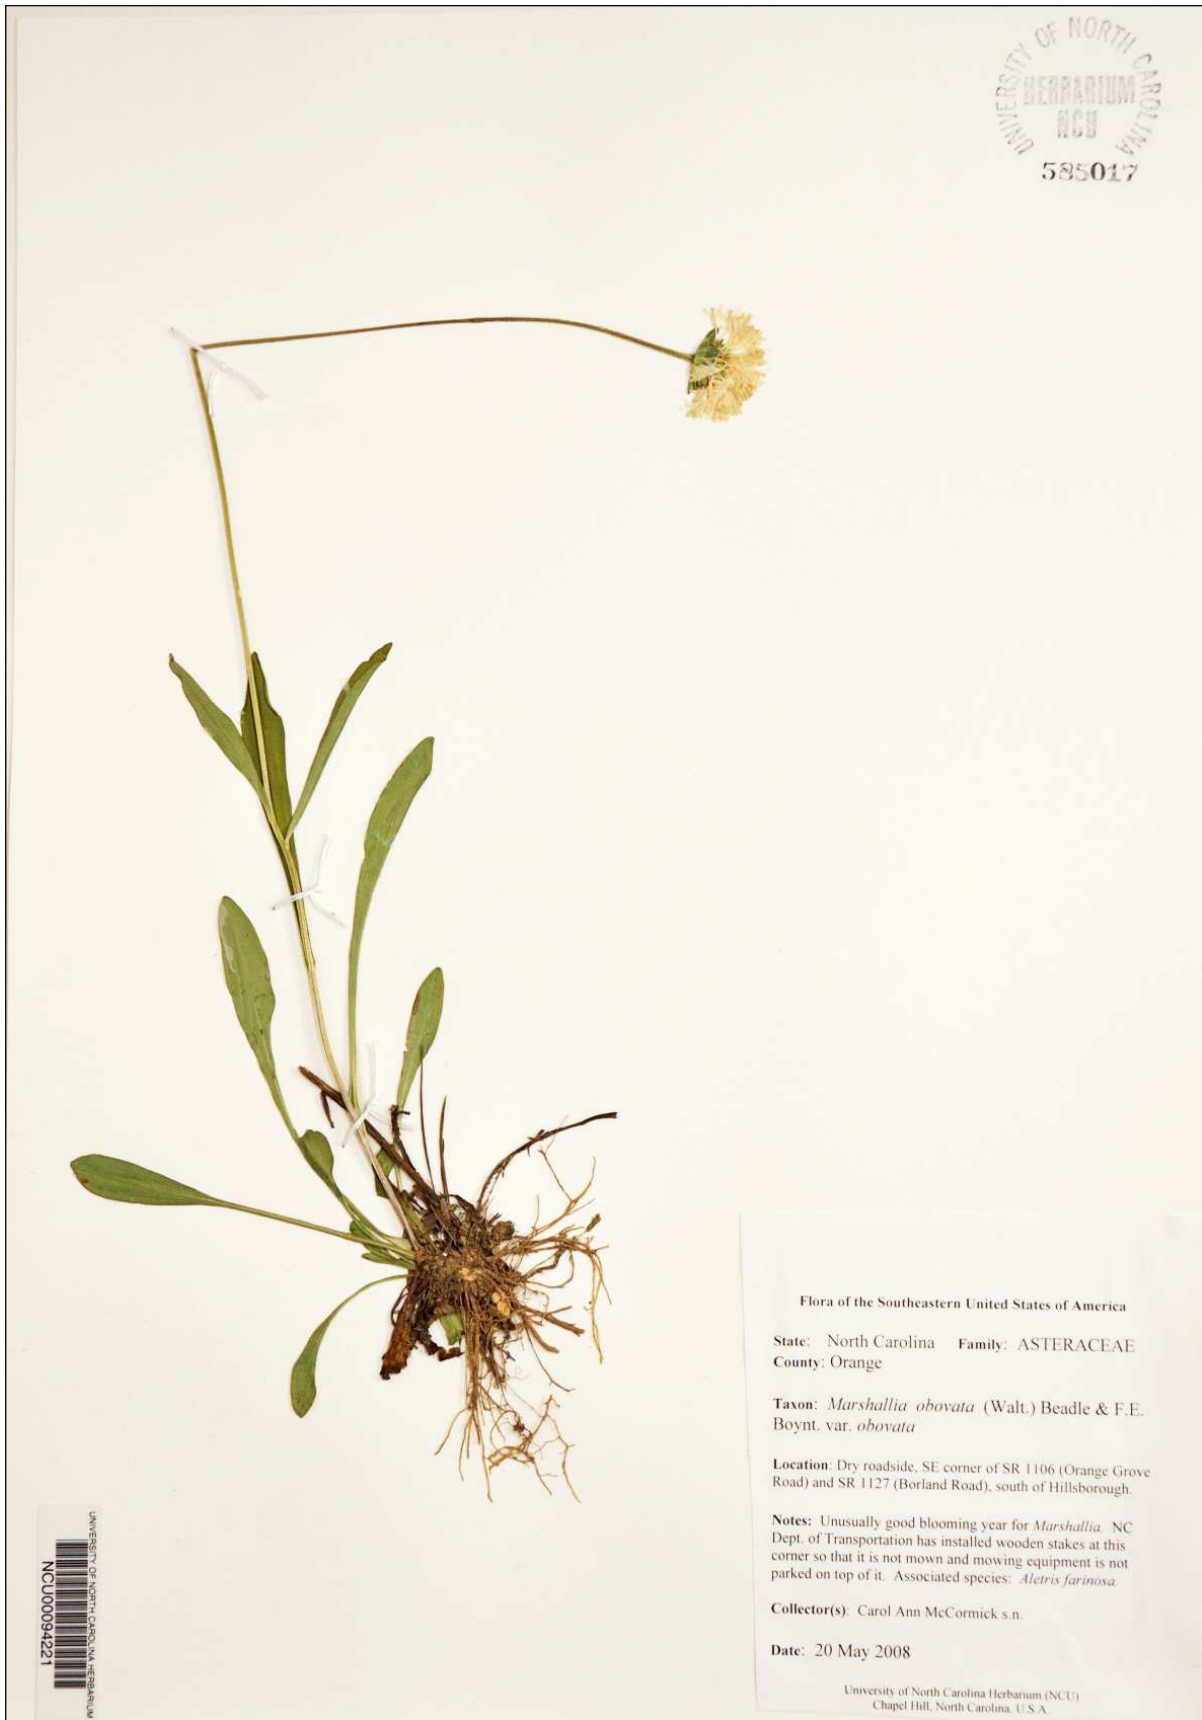 UNIVERSITY OF NORTH CAROLINA
HERBARIUM
NCU
585017
Flora of the Southeastern United States of America
State: North Carolina Family: ASTERACEAE
County: Orange
Taxon: Marshallia obovata (Walt.) Beadle & F.E.
Boynt. var. obovata
Location: Dry roadside, SE corner of SR 1106 (Orange Grove
Road) and SR 1127 (Borland Road), south of Hillsborough.
Notes: Unusually good blooming year for Marshallia. NC
Dept. of Transportation has installed wooden stakes at this
corner so that it is not mown and mowing equipment is not
parked on top of it. Associated species: Aletris farinosa.
Collector(s): Carol Ann McCormick s.n.
Date: 20 May 2008
University of North Carolina Herbarium (NCU)
Chapel Hill, North Carolina, U.S.A.
UNIVERSITY OF NORTH CAROLINA HERBARIUM
NCU00094221